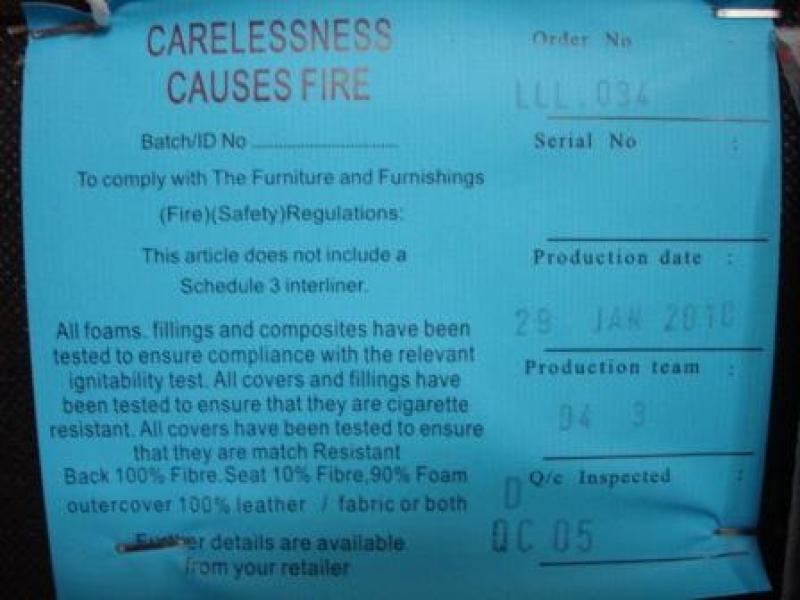 CARELESSNESS
CAUSES FIRE
Batch/ID No ................................
To comply with The Furniture and Furnishings
(Fire)(Safety)Regulations:
This article does not include a
Schedule 3 interliner.
All foams. fillings and composites have been
tested to ensure compliance with the relevant
ignitability test. All covers and fillings have
been tested to ensure that they are cigarette
resistant. All covers have been tested to ensure
that they are match Resistant
Back 100% Fibre.Seat 10% Fibre,90% Foam
outercover 100% leather / fabric or both
details are available
from your retailer
Order No :
LLL.034
Serial No :
Production date :
29 JAN 2010
Production team :
04 3
Q/c Inspected :
QC 05